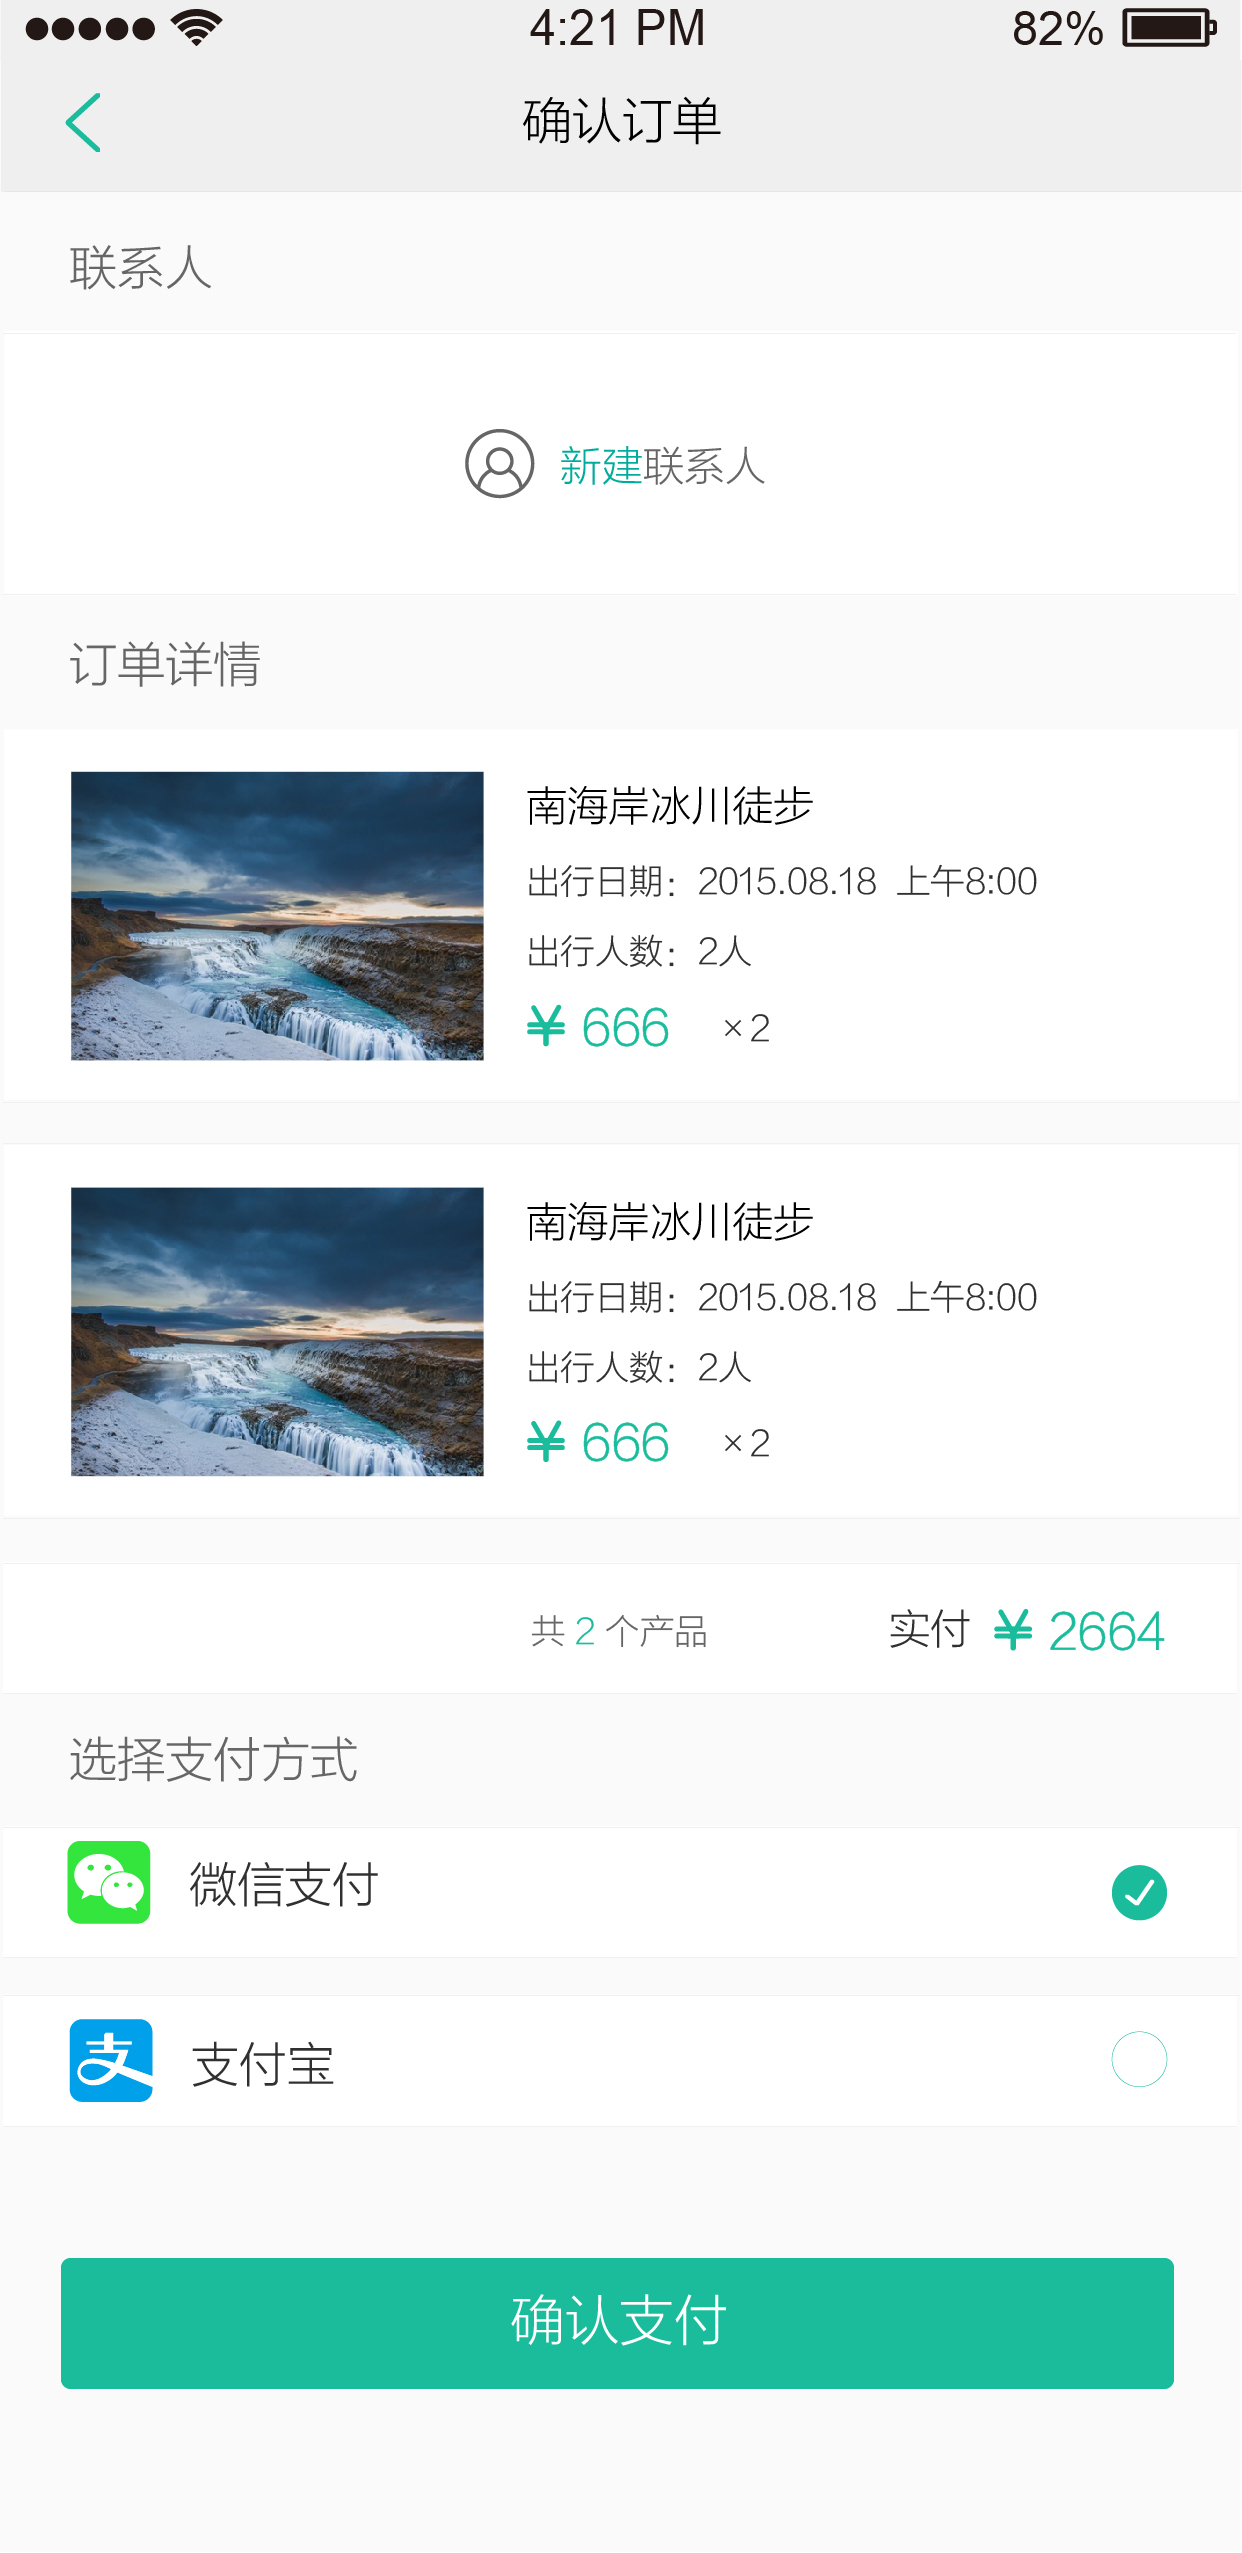 4:21 PM 82%
确认订单
联系人
新建联系人
订单详情
南海岸冰川徒步
出行日期：2015.08.18 上午8:00
出行人数：2人
¥ 666 ×2
南海岸冰川徒步
出行日期：2015.08.18 上午8:00
出行人数：2人
¥ 666 ×2
共 2 个产品 实付 ¥ 2664
选择支付方式
微信支付
支 支付宝
确认支付